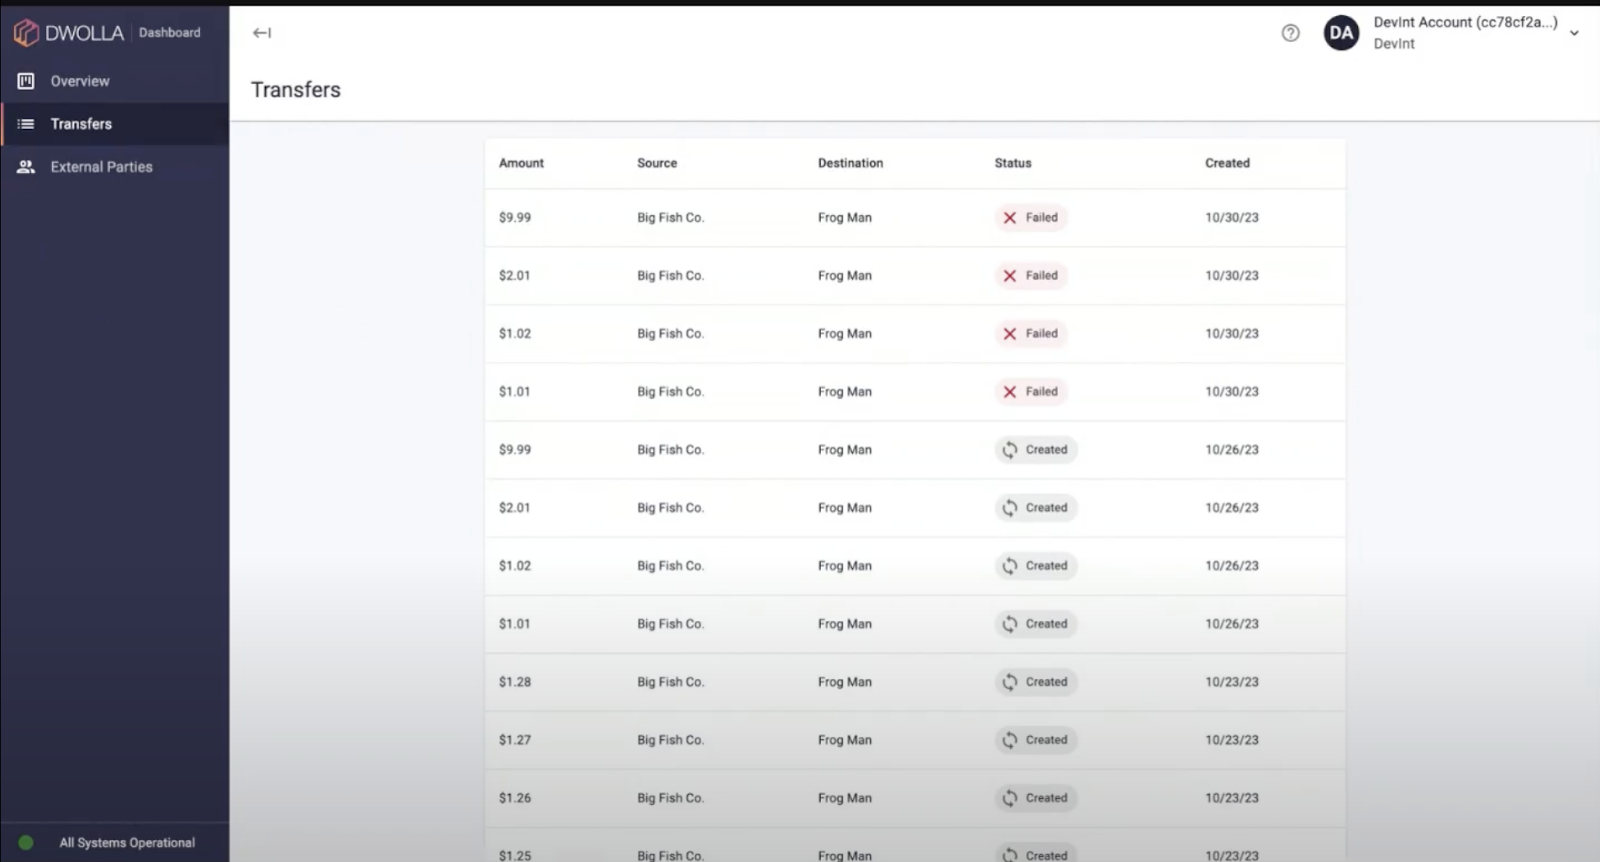 DWOLLA Dashboard
DevInt Account (cc78cf2a...)
DA
DevInt
Overview
Transfers
External Parties
Transfers
Amount Source Destination Status Created
$9.99 Big Fish Co. Frog Man Failed 10/30/23
$2.01 Big Fish Co. Frog Man Failed 10/30/23
$1.02 Big Fish Co. Frog Man Failed 10/30/23
$1.01 Big Fish Co. Frog Man Failed 10/30/23
$9.99 Big Fish Co. Frog Man Created 10/26/23
$2.01 Big Fish Co. Frog Man Created 10/26/23
$1.02 Big Fish Co. Frog Man Created 10/26/23
$1.01 Big Fish Co. Frog Man Created 10/26/23
$1.28 Big Fish Co. Frog Man Created 10/23/23
$1.27 Big Fish Co. Frog Man Created 10/23/23
$1.26 Big Fish Co. Frog Man Created 10/23/23
$1.25 Big Fish Co. Frog Man Created 10/23/23
All Systems Operational